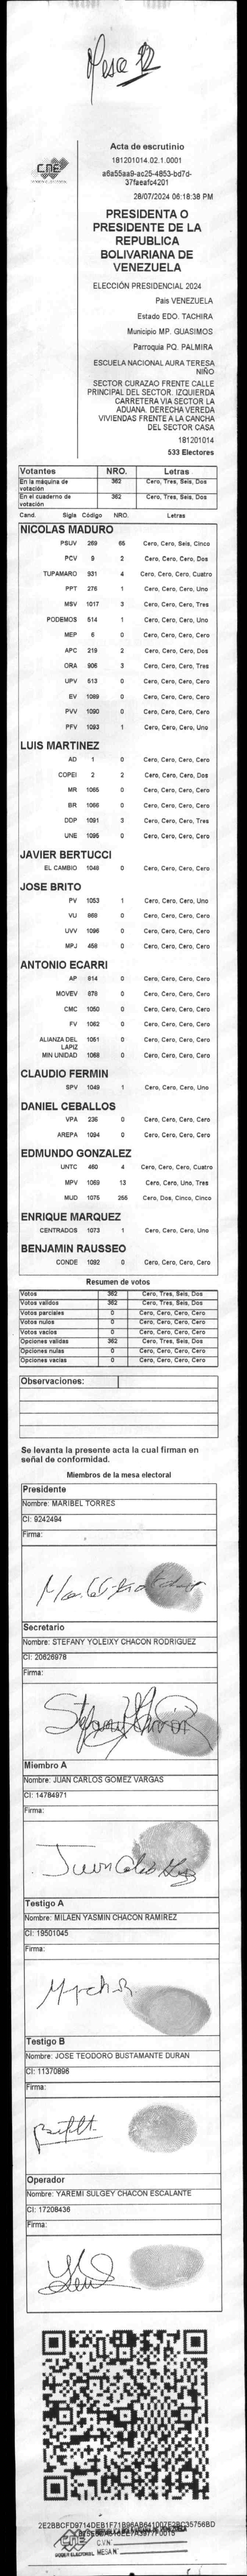 Mesa 12
Acta de escrutinio
181201014.02.1.0001
a6a55aa9-ac25-4853-bd7d-
37faeafc4201
28/07/2024 06:18:38 PM
CNE
PODER ELECTORAL
PRESIDENTA O
PRESIDENTE DE LA
REPUBLICA
BOLIVARIANA DE
VENEZUELA
ELECCIÓN PRESIDENCIAL 2024
Pais VENEZUELA
Estado EDO. TACHIRA
Municipio MP. GUASIMOS
Parroquia PQ. PALMIRA
ESCUELA NACIONAL AURA TERESA
NIÑO
SECTOR CURAZAO FRENTE CALLE
PRINCIPAL DEL SECTOR. IZQUIERDA
CARRETERA VIA SECTOR LA
ADUANA. DERECHA VEREDA
VIVIENDAS FRENTE A LA CANCHA
DEL SECTOR CASA
181201014
533 Electores
Votantes NRO. Letras
En la máquina de votación 362 Cero, Tres, Seis, Dos
En el cuaderno de votación 362 Cero, Tres, Seis, Dos
Cand. Sigla Código NRO. Letras
NICOLAS MADURO
PSUV 269 65 Cero, Cero, Seis, Cinco
PCV 9 2 Cero, Cero, Cero, Dos
TUPAMARO 931 4 Cero, Cero, Cero, Cuatro
PPT 276 1 Cero, Cero, Cero, Uno
MSV 1017 3 Cero, Cero, Cero, Tres
PODEMOS 514 1 Cero, Cero, Cero, Uno
MEP 6 0 Cero, Cero, Cero, Cero
APC 219 2 Cero, Cero, Cero, Dos
ORA 906 3 Cero, Cero, Cero, Tres
UPV 513 0 Cero, Cero, Cero, Cero
EV 1089 0 Cero, Cero, Cero, Cero
PVV 1090 0 Cero, Cero, Cero, Cero
PFV 1093 1 Cero, Cero, Cero, Uno
LUIS MARTINEZ
AD 1 0 Cero, Cero, Cero, Cero
COPEI 2 2 Cero, Cero, Cero, Dos
MR 1065 0 Cero, Cero, Cero, Cero
BR 1066 0 Cero, Cero, Cero, Cero
DDP 1091 3 Cero, Cero, Cero, Tres
UNE 1095 0 Cero, Cero, Cero, Cero
JAVIER BERTUCCI
EL CAMBIO 1046 0 Cero, Cero, Cero, Cero
JOSE BRITO
PV 1053 1 Cero, Cero, Cero, Uno
VU 868 0 Cero, Cero, Cero, Cero
UVV 1096 0 Cero, Cero, Cero, Cero
MPJ 458 0 Cero, Cero, Cero, Cero
ANTONIO ECARRI
AP 814 0 Cero, Cero, Cero, Cero
MOVEV 878 0 Cero, Cero, Cero, Cero
CMC 1050 0 Cero, Cero, Cero, Cero
FV 1062 0 Cero, Cero, Cero, Cero
ALIANZA DEL LAPIZ 1051 0 Cero, Cero, Cero, Cero
MIN UNIDAD 1068 0 Cero, Cero, Cero, Cero
CLAUDIO FERMIN
SPV 1049 1 Cero, Cero, Cero, Uno
DANIEL CEBALLOS
VPA 236 0 Cero, Cero, Cero, Cero
AREPA 1094 0 Cero, Cero, Cero, Cero
EDMUNDO GONZALEZ
UNTC 460 4 Cero, Cero, Cero, Cuatro
MPV 1069 13 Cero, Cero, Uno, Tres
MUD 1075 255 Cero, Dos, Cinco, Cinco
ENRIQUE MARQUEZ
CENTRADOS 1073 1 Cero, Cero, Cero, Uno
BENJAMIN RAUSSEO
CONDE 1092 0 Cero, Cero, Cero, Cero
Resumen de votos
Votos 362 Cero, Tres, Seis, Dos
Votos validos 362 Cero, Tres, Seis, Dos
Votos parciales 0 Cero, Cero, Cero, Cero
Votos nulos 0 Cero, Cero, Cero, Cero
Votos vacios 0 Cero, Cero, Cero, Cero
Opciones validas 362 Cero, Tres, Seis, Dos
Opciones nulas 0 Cero, Cero, Cero, Cero
Opciones vacias 0 Cero, Cero, Cero, Cero
Observaciones:
Se levanta la presente acta la cual firman en
señal de conformidad.
Miembros de la mesa electoral
Presidente
Nombre: MARIBEL TORRES
CI: 9242494
Firma:
Secretario
Nombre: STEFANY YOLEIXY CHACON RODRIGUEZ
CI: 20626978
Firma:
Miembro A
Nombre: JUAN CARLOS GOMEZ VARGAS
CI: 14784971
Firma:
Testigo A
Nombre: MILAEN YASMIN CHACON RAMIREZ
CI: 19501045
Firma:
Testigo B
Nombre: JOSE TEODORO BUSTAMANTE DURAN
CI: 11370896
Firma:
Operador
Nombre: YAREMI SULGEY CHACON ESCALANTE
CI: 17208436
Firma:
CNE
PODER ELECTORAL
C.V.N.
MESA N°